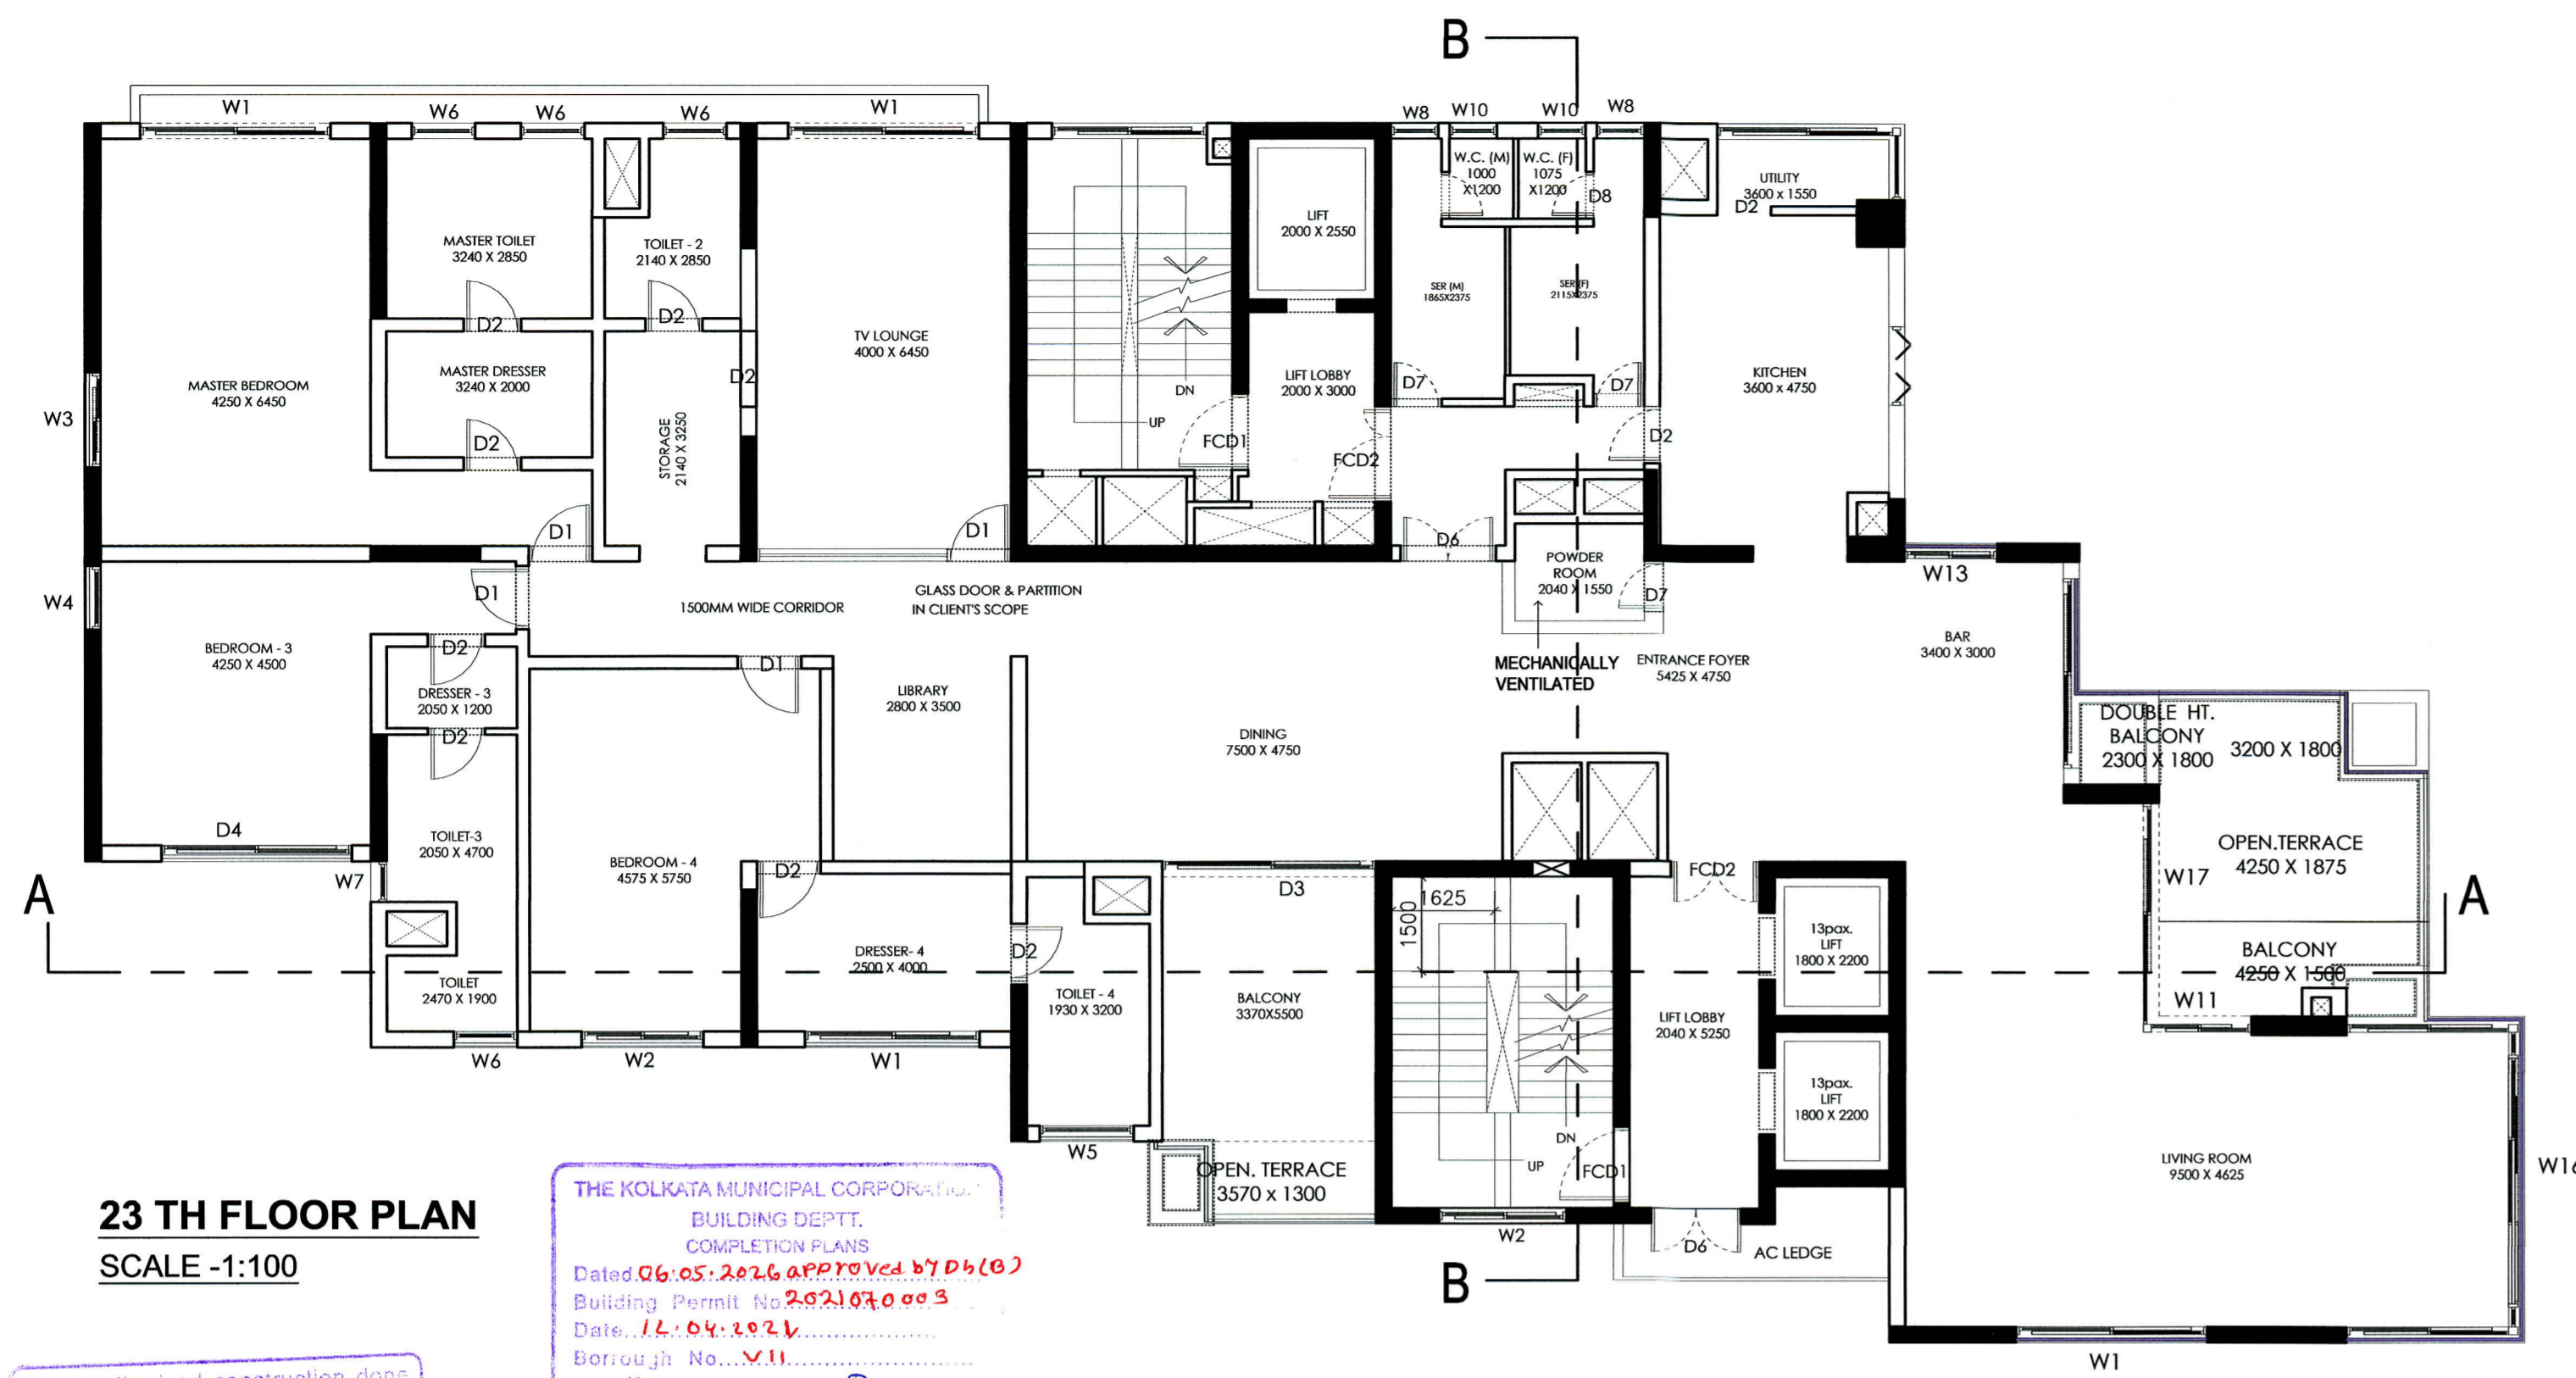 B
W1
W6
W6
W6
W1
W8
W10
W10
W8
W.C. (M)
1000
X1200
W.C. (F)
1075
X1200
D8
UTILITY
3600 x 1550
D2
LIFT
2000 X 2550
MASTER TOILET
3240 X 2850
TOILET - 2
2140 X 2850
SER (M)
1865X2375
SER (F)
2115X2375
D2
D2
TV LOUNGE
4000 X 6450
MASTER BEDROOM
4250 X 6450
MASTER DRESSER
3240 X 2000
D2
LIFT LOBBY
2000 X 3000
D7
D7
KITCHEN
3600 x 4750
DN
UP
W3
D2
STORAGE
2140 X 3250
FCD1
FCD2
D2
D1
D1
D6
POWDER
ROOM
2040 X 1550
D7
W13
W4
D1
1500MM WIDE CORRIDOR
GLASS DOOR & PARTITION
IN CLIENT'S SCOPE
BEDROOM - 3
4250 X 4500
D2
D1
MECHANICALLY
VENTILATED
ENTRANCE FOYER
5425 X 4750
BAR
3400 X 3000
DRESSER - 3
2050 X 1200
LIBRARY
2800 X 3500
D2
DINING
7500 X 4750
DOUBLE HT.
BALCONY
2300 X 1800
3200 X 1800
D4
TOILET-3
2050 X 4700
OPEN.TERRACE
4250 X 1875
W7
BEDROOM - 4
4575 X 5750
D2
D3
FCD2
W17
A
A
1625
1500
DRESSER- 4
2500 X 4000
D2
13pax.
LIFT
1800 X 2200
BALCONY
4250 X 1500
TOILET
2470 X 1900
TOILET - 4
1930 X 3200
BALCONY
3370X5500
LIFT LOBBY
2040 X 5250
W11
W6
W2
W1
13pax.
LIFT
1800 X 2200
DN
UP
FCD1
W5
OPEN. TERRACE
3570 x 1300
LIVING ROOM
9500 X 4625
W16
W2
D6
AC LEDGE
B
W1
23 TH FLOOR PLAN
SCALE -1:100
THE KOLKATA MUNICIPAL CORPORATION
BUILDING DEPTT.
COMPLETION PLANS
Dated 06.05.2026 approved by Db(B)
Building Permit No. 2021070003
Date. 12.04.2021
Borrough No... VII
construction done